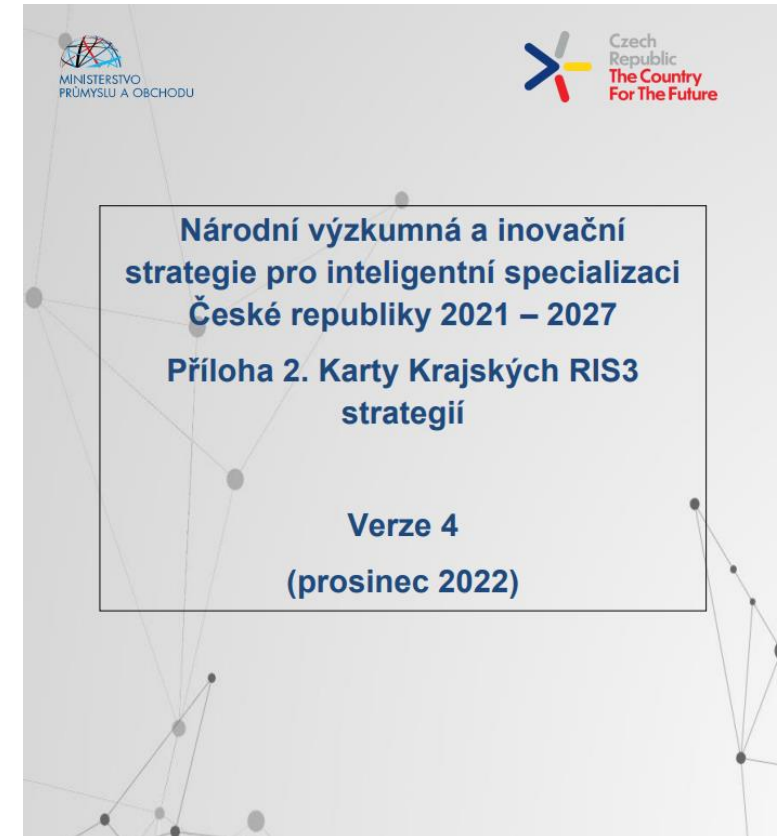 MINISTERSTVO
PRŮMYSLU A OBCHODU
Czech
Republic
The Country
For The Future
Národní výzkumná a inovační
strategie pro inteligentní specializaci
České republiky 2021 – 2027
Příloha 2. Karty Krajských RIS3
strategií
Verze 4
(prosinec 2022)